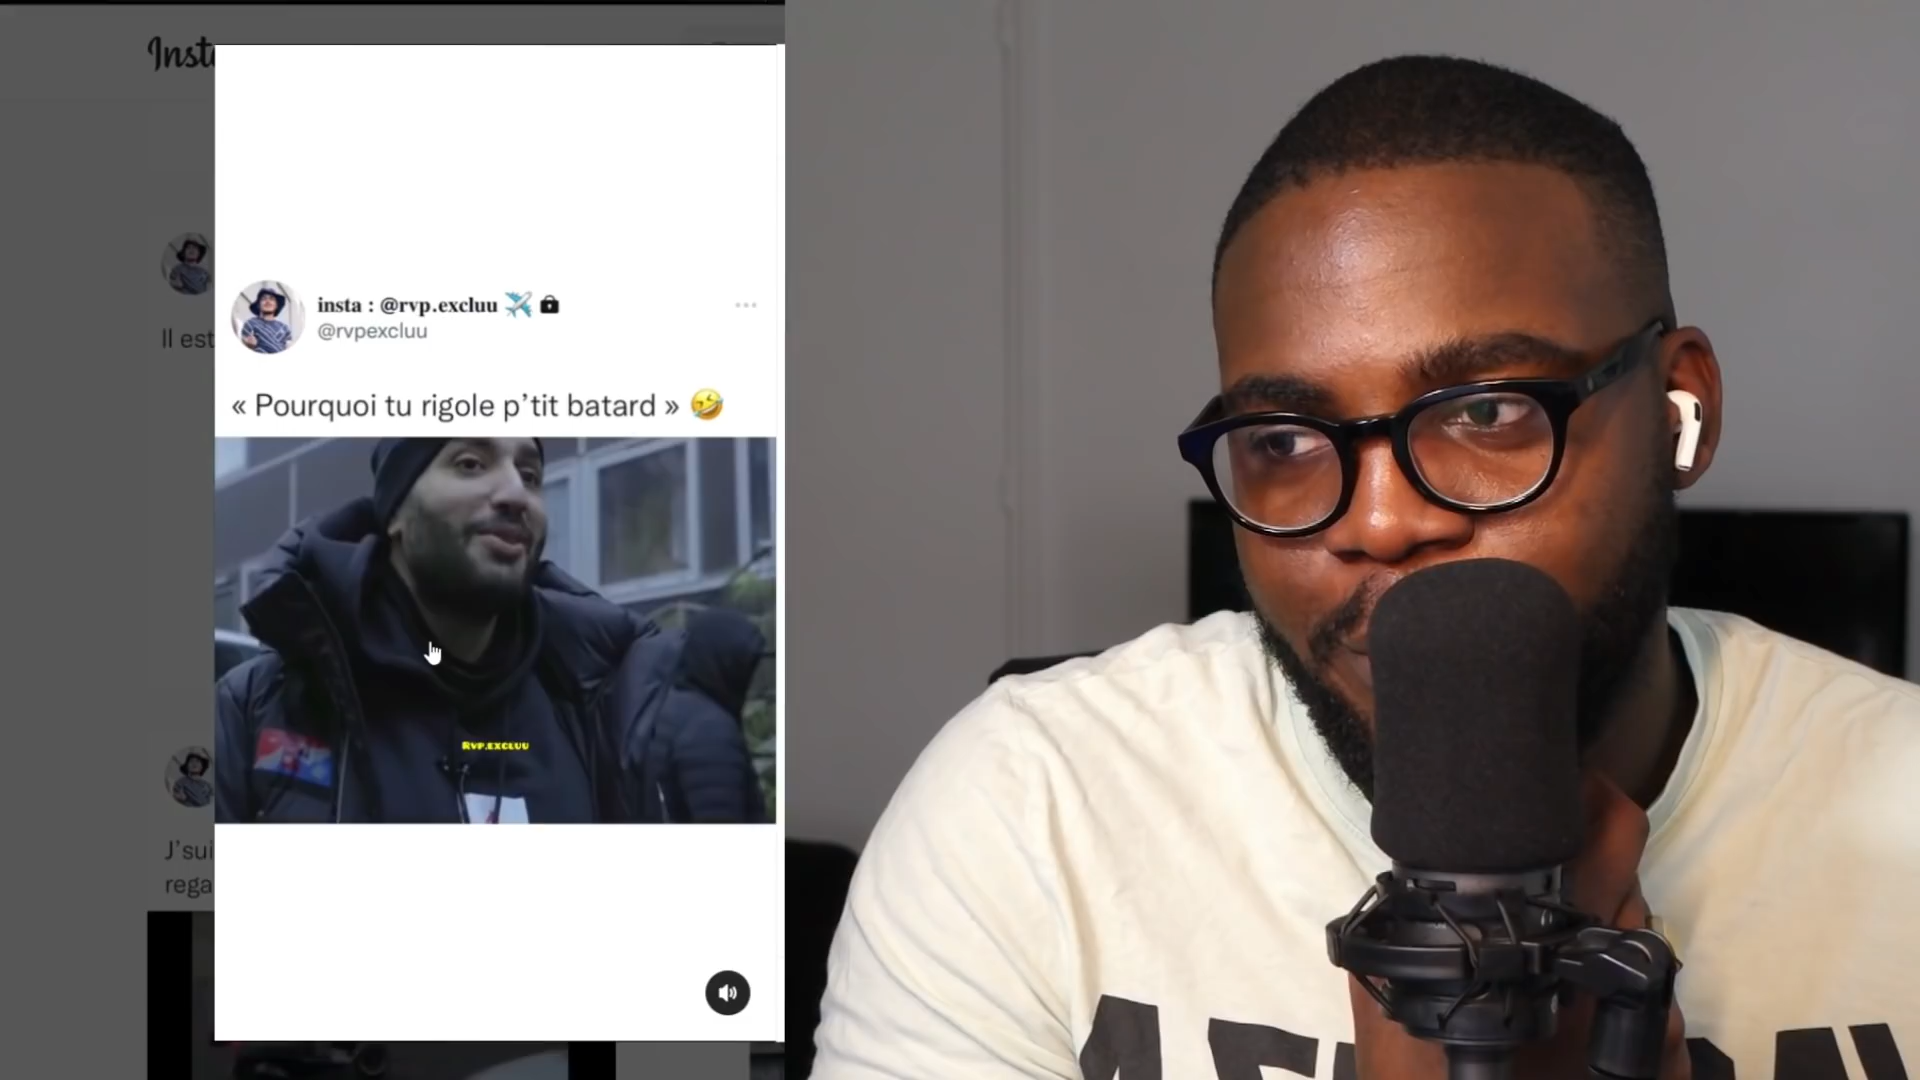 Inst
insta : @rvp.excluu ✈️ 🔒
@rvpexcluu
Il est
« Pourquoi tu rigole p’tit batard » 🤣
RVP.EXCLUU
J’sui
rega